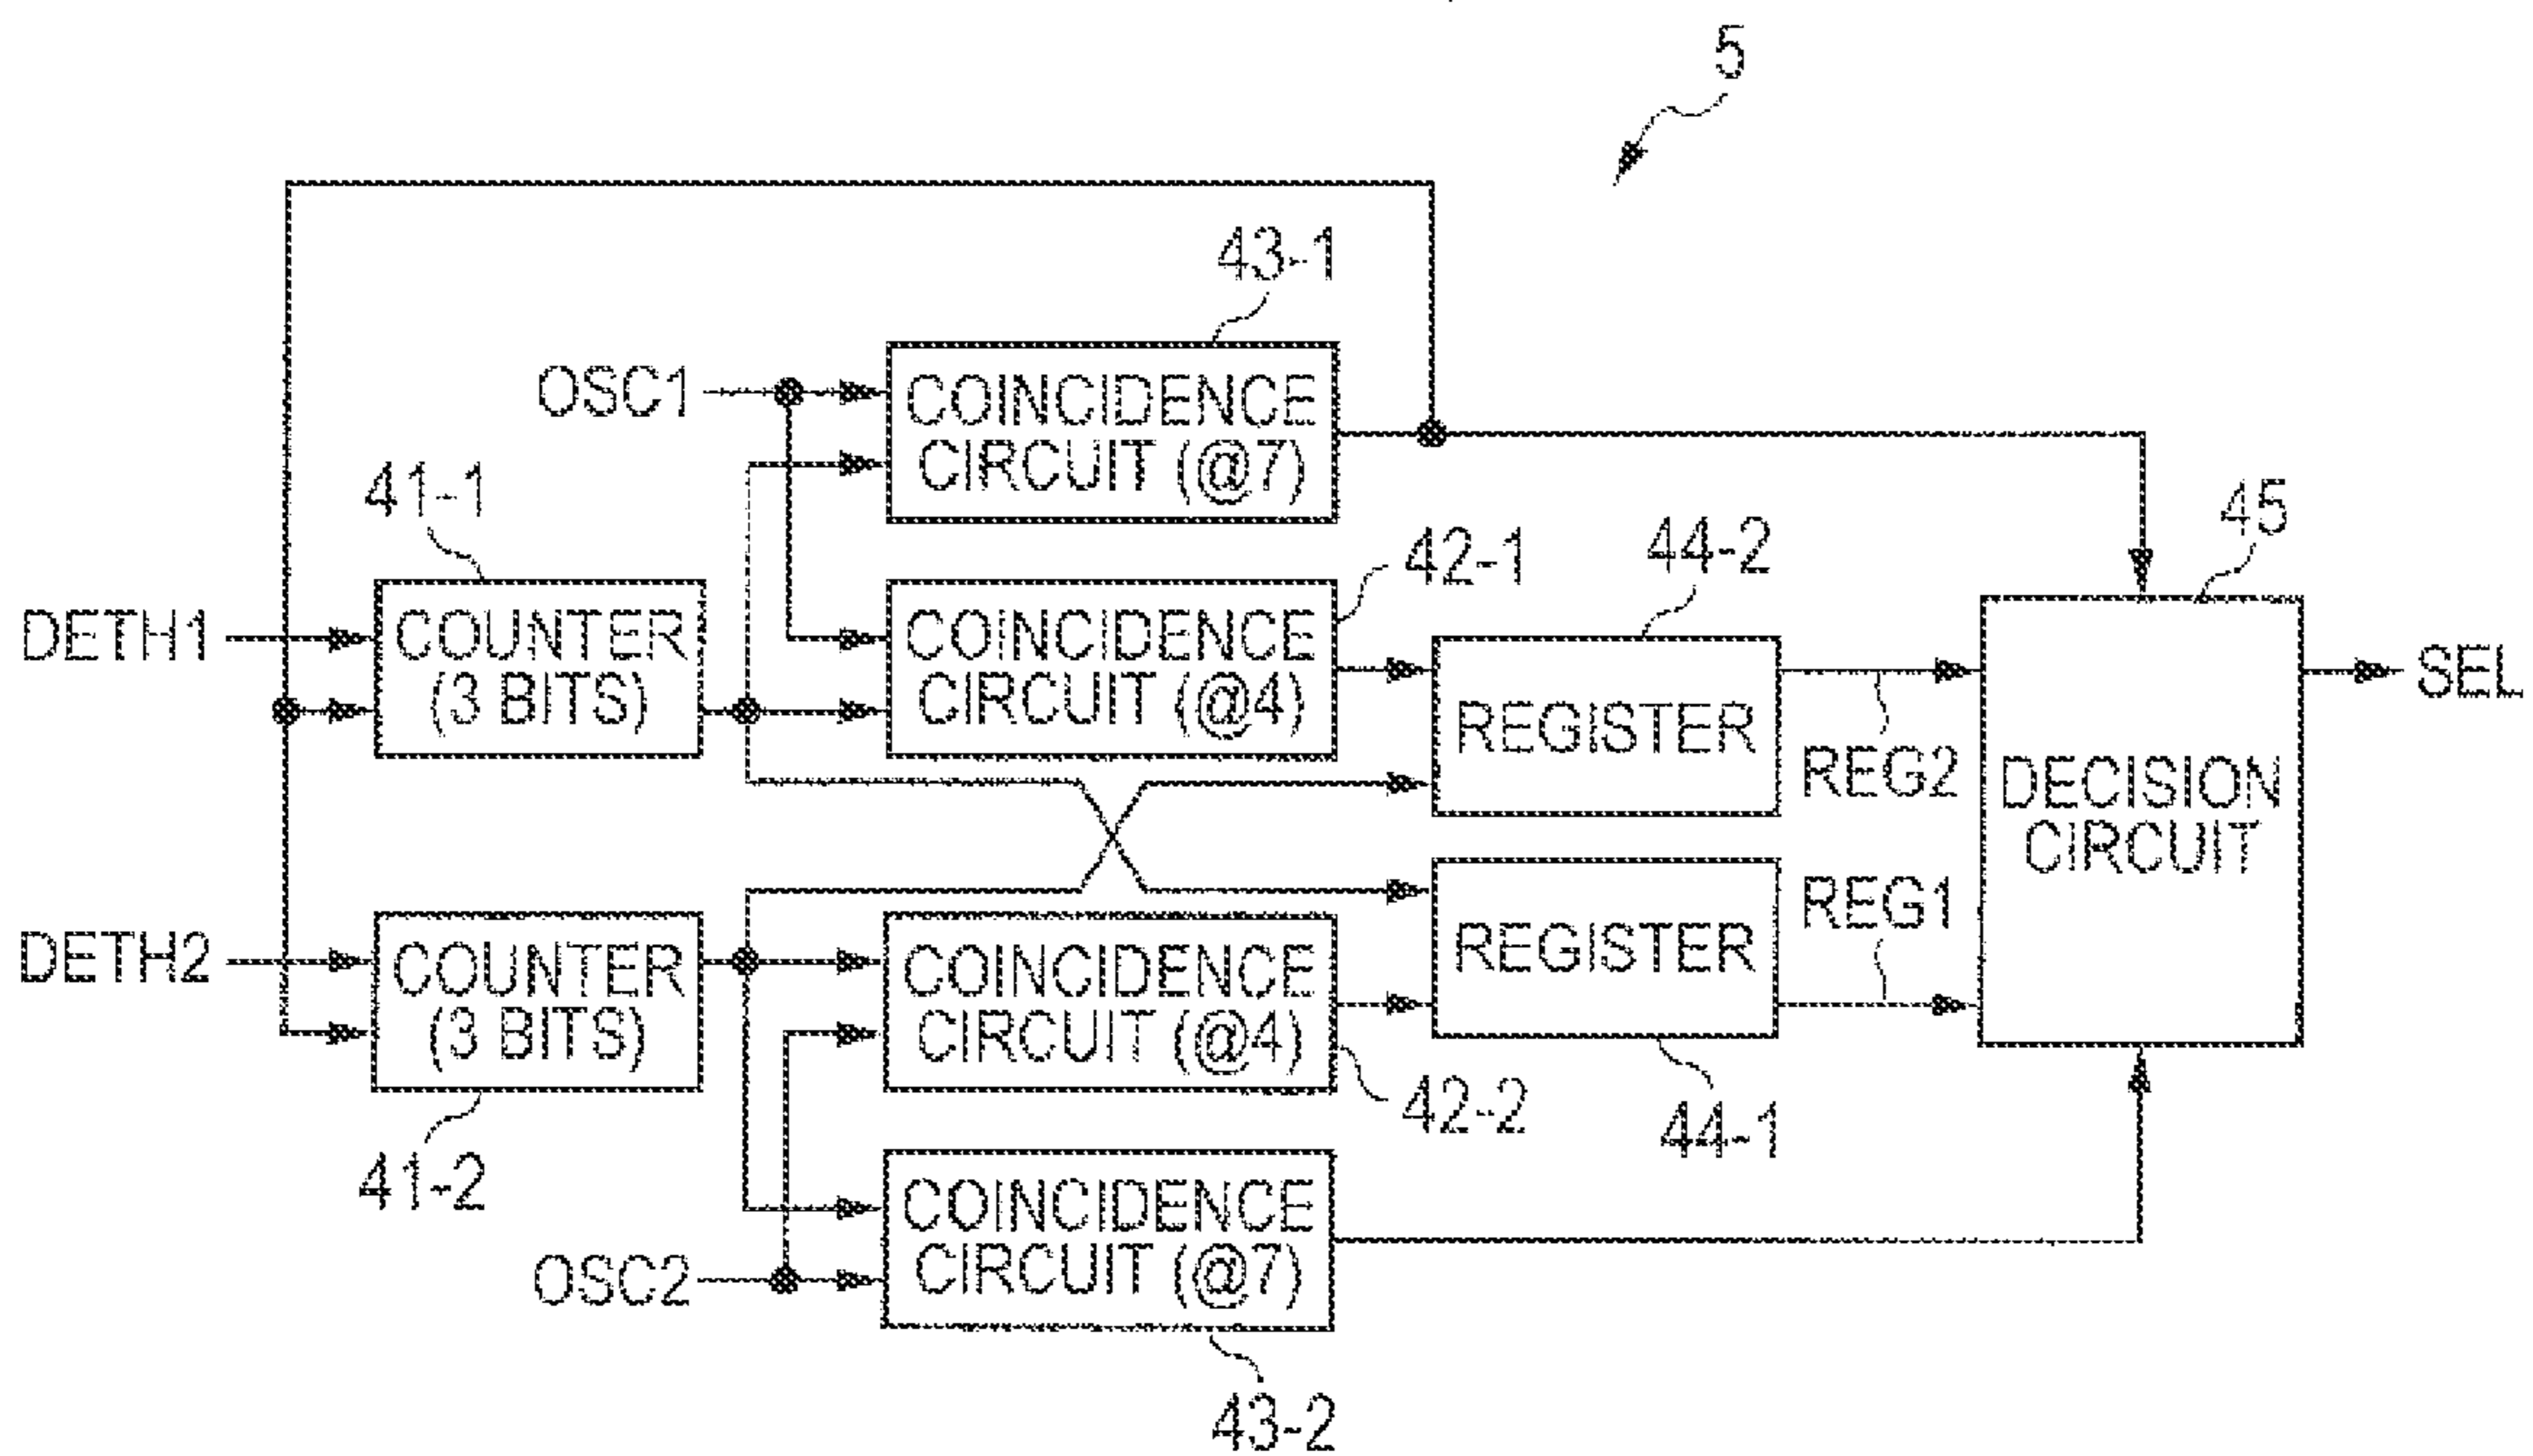 5
43-1
OSC1
COINCIDENCE
CIRCUIT (@7)
41-1
45
42-1
44-2
DETH1
COUNTER
(3 BITS)
COINCIDENCE
CIRCUIT (@4)
REGISTER
REG2
SEL
DECISION
CIRCUIT
DETH2
COUNTER
(3 BITS)
COINCIDENCE
CIRCUIT (@4)
REGISTER
REG1
42-2
44-1
41-2
COINCIDENCE
CIRCUIT (@7)
OSC2
43-2